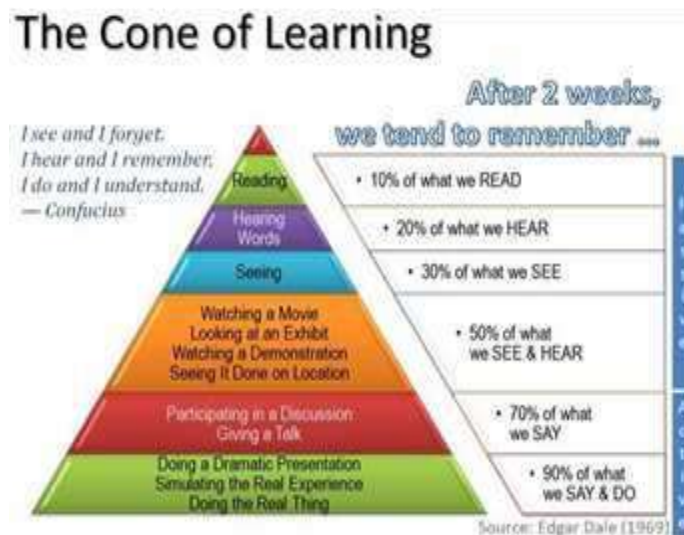 The Cone of Learning
After 2 weeks,
we tend to remember ...
I see and I forget.
I hear and I remember.
I do and I understand.
— Confucius
Reading
• 10% of what we READ
Hearing
Words
• 20% of what we HEAR
Seeing
• 30% of what we SEE
Watching a Movie
Looking at an Exhibit
Watching a Demonstration
Seeing It Done on Location
• 50% of what
we SEE & HEAR
Participating in a Discussion
Giving a Talk
• 70% of what
we SAY
Doing a Dramatic Presentation
Simulating the Real Experience
Doing the Real Thing
• 90% of what
we SAY & DO
Source: Edgar Dale (1969)